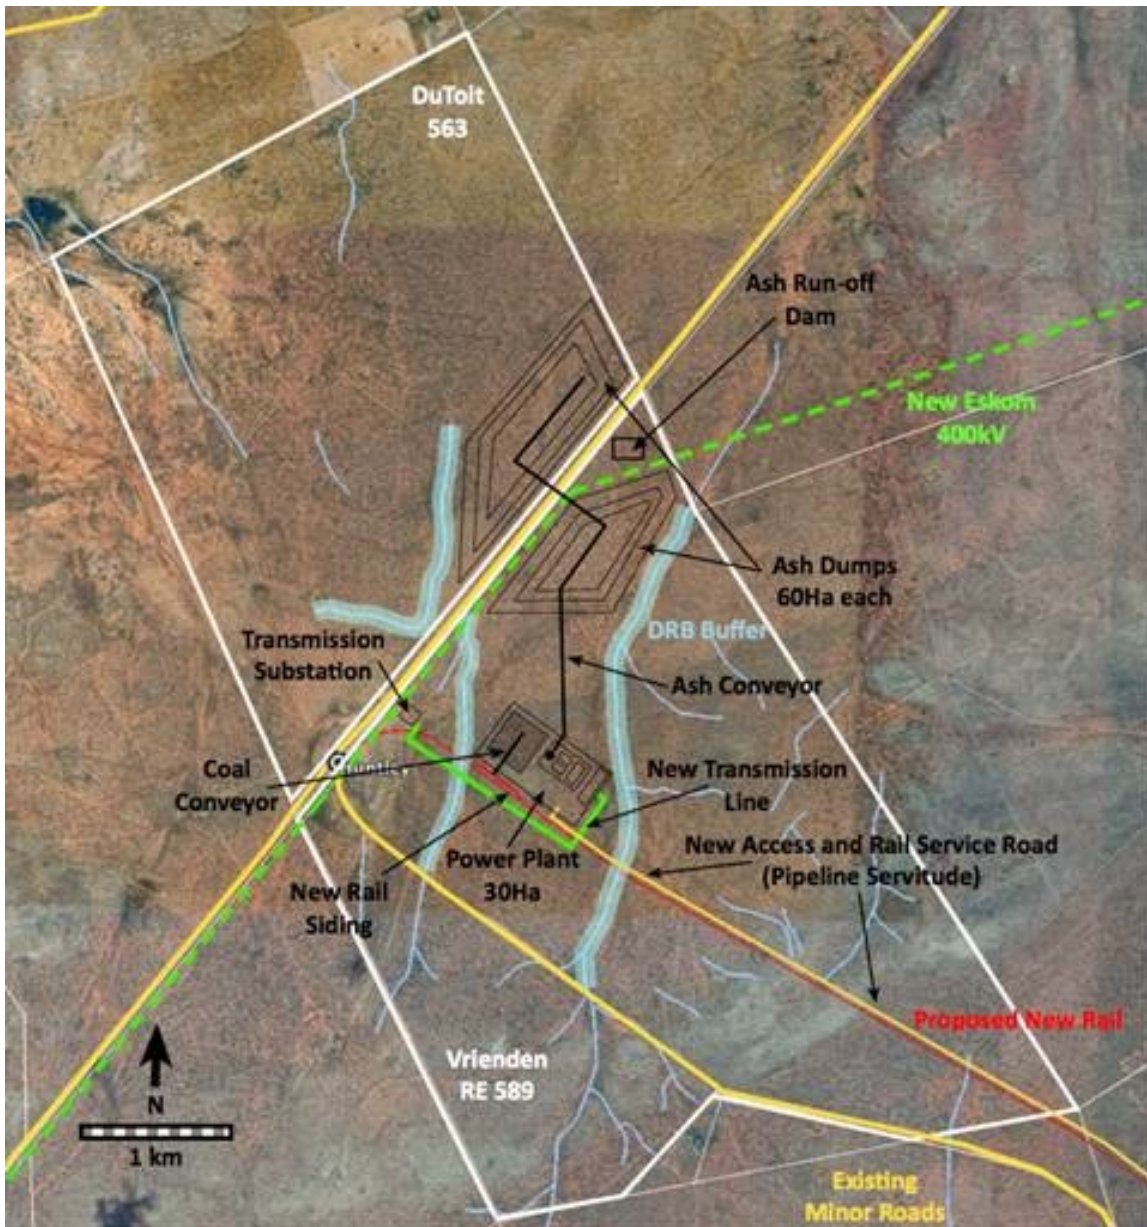 DuToit
563
Ash Run-off
Dam
New Eskom
400kV
Ash Dumps
60Ha each
DRB Buffer
Transmission
Substation
Ash Conveyor
Coal
Conveyor
New Transmission
Line
Power Plant
30Ha
New Access and Rail Service Road
(Pipeline Servitude)
New Rail
Siding
Proposed New Rail
Vrienden
RE 589
N
1 km
Existing
Minor Roads